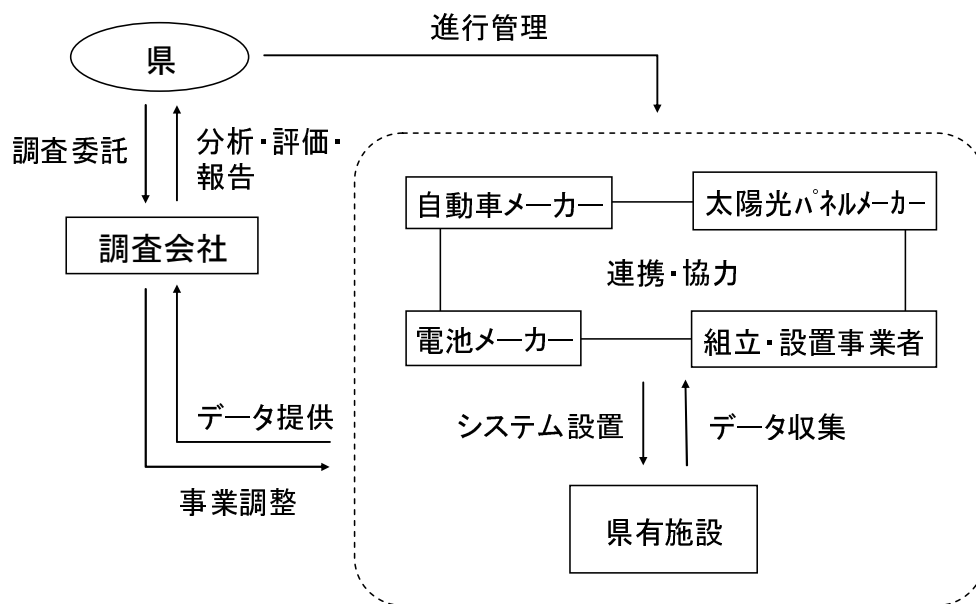 進行管理
県
調査委託
分析・評価・
報告
自動車メーカー
太陽光パネルメーカー
調査会社
連携・協力
電池メーカー
組立・設置事業者
データ提供
システム設置
データ収集
事業調整
県有施設